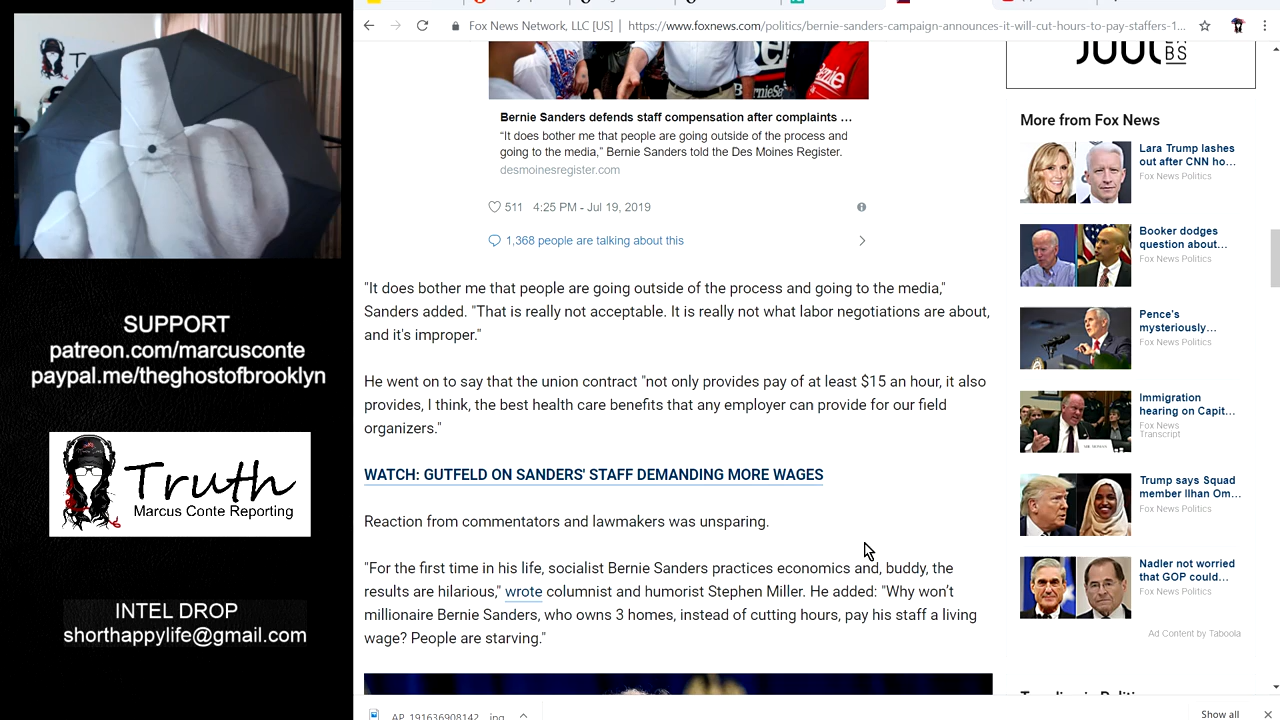 Fox News Network, LLC [US]
https://www.foxnews.com/politics/bernie-sanders-campaign-announces-it-will-cut-hours-to-pay-staffers-1...
SUPPORT
patreon.com/marcusconte
paypal.me/theghostofbrooklyn
Truth
Marcus Conte Reporting
INTEL DROP
shorthappylife@gmail.com
Bernie Sanders defends staff compensation after complaints …
“It does bother me that people are going outside of the process and
going to the media,” Bernie Sanders told the Des Moines Register.
desmoinesregister.com
511 4:25 PM - Jul 19, 2019
1,368 people are talking about this
"It does bother me that people are going outside of the process and going to the media,"
Sanders added. "That is really not acceptable. It is really not what labor negotiations are about,
and it's improper."
He went on to say that the union contract "not only provides pay of at least $15 an hour, it also
provides, I think, the best health care benefits that any employer can provide for our field
organizers."
WATCH: GUTFELD ON SANDERS' STAFF DEMANDING MORE WAGES
Reaction from commentators and lawmakers was unsparing.
"For the first time in his life, socialist Bernie Sanders practices economics and, buddy, the
results are hilarious," wrote columnist and humorist Stephen Miller. He added: "Why won’t
millionaire Bernie Sanders, who owns 3 homes, instead of cutting hours, pay his staff a living
wage? People are starving."
JUUL
BS
More from Fox News
Lara Trump lashes
out after CNN ho...
Fox News Politics
Booker dodges
question about...
Fox News Politics
Pence's
mysteriously...
Fox News Politics
Immigration
hearing on Capit...
Fox News
Transcript
Trump says Squad
member Ilhan Om...
Fox News Politics
Nadler not worried
that GOP could...
Fox News Politics
Ad Content by Taboola
Show all